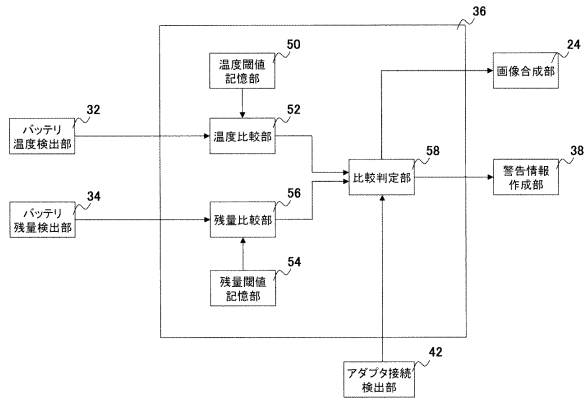 36
50
温度閾値
記憶部
24
画像合成部
32
バッテリ
温度検出部
52
温度比較部
58
比較判定部
38
警告情報
作成部
34
バッテリ
残量検出部
56
残量比較部
54
残量閾値
記憶部
42
アダプタ接続
検出部